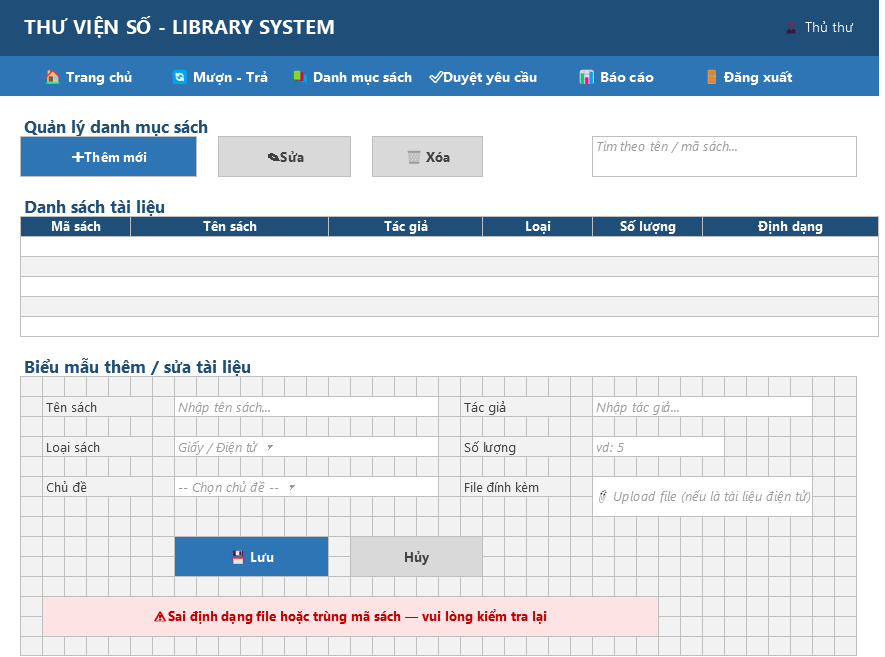 THƯ VIỆN SỐ - LIBRARY SYSTEM
Thủ thư
Trang chủ Mượn - Trả Danh mục sách Duyệt yêu cầu Báo cáo Đăng xuất
Quản lý danh mục sách
Thêm mới Sửa Xóa Tìm theo tên / mã sách...
Danh sách tài liệu
Mã sách Tên sách Tác giả Loại Số lượng Định dạng
Biểu mẫu thêm / sửa tài liệu
Tên sách Nhập tên sách... Tác giả Nhập tác giả...
Loại sách Giấy / Điện tử Số lượng vd: 5
Chủ đề -- Chọn chủ đề -- File đính kèm Upload file (nếu là tài liệu điện tử)
Lưu Hủy
Sai định dạng file hoặc trùng mã sách — vui lòng kiểm tra lại